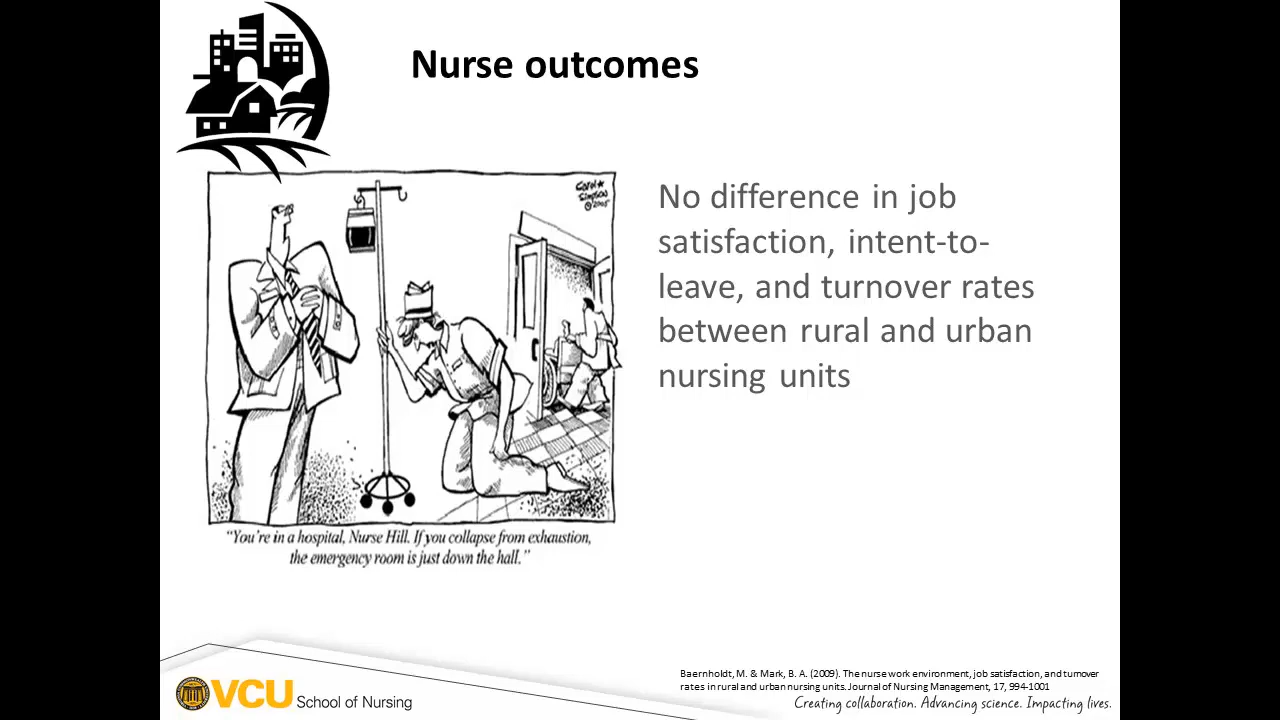 Nurse outcomes
Carol ★
Simpson
©2005
No difference in job
satisfaction, intent-to-
leave, and turnover rates
between rural and urban
nursing units
“You’re in a hospital, Nurse Hill. If you collapse from exhaustion,
the emergency room is just down the hall.”
Baernholdt, M. & Mark, B. A. (2009). The nurse work environment, job satisfaction, and turnover
rates in rural and urban nursing units. Journal of Nursing Management, 17, 994-1001
VCU School of Nursing
Creating collaboration. Advancing science. Impacting lives.